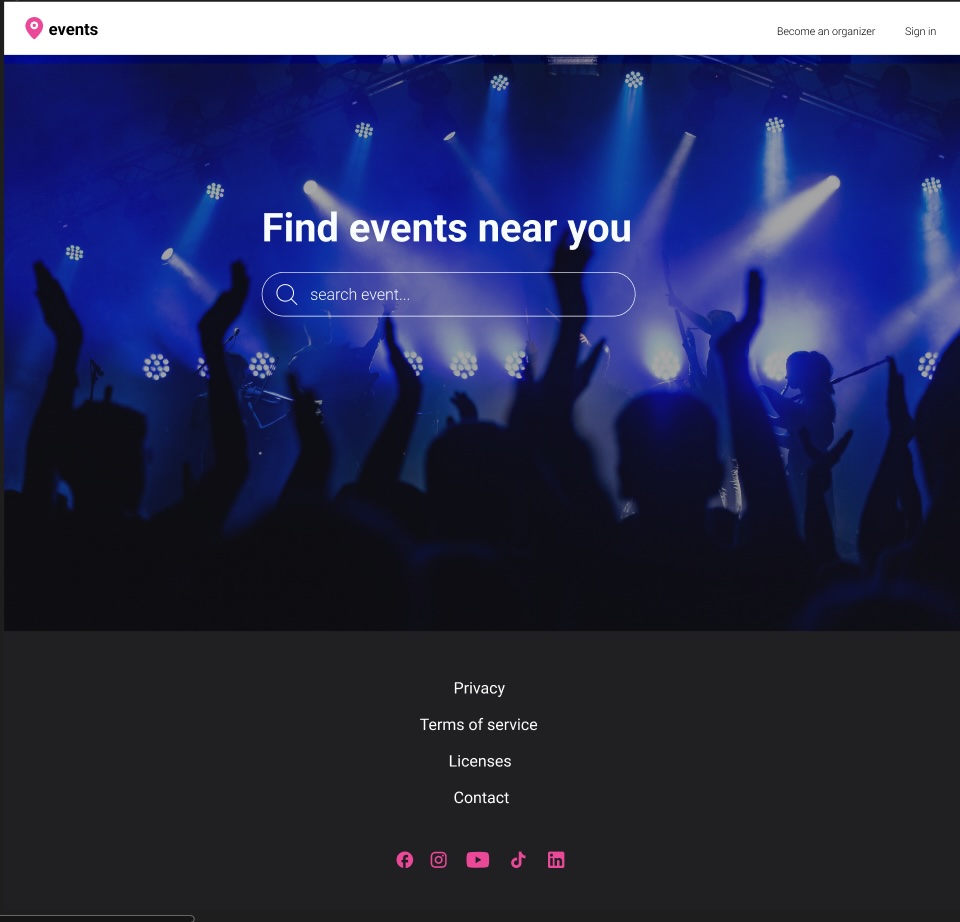 events
Become an organizer
Sign in
Find events near you
search event...
Privacy
Terms of service
Licenses
Contact